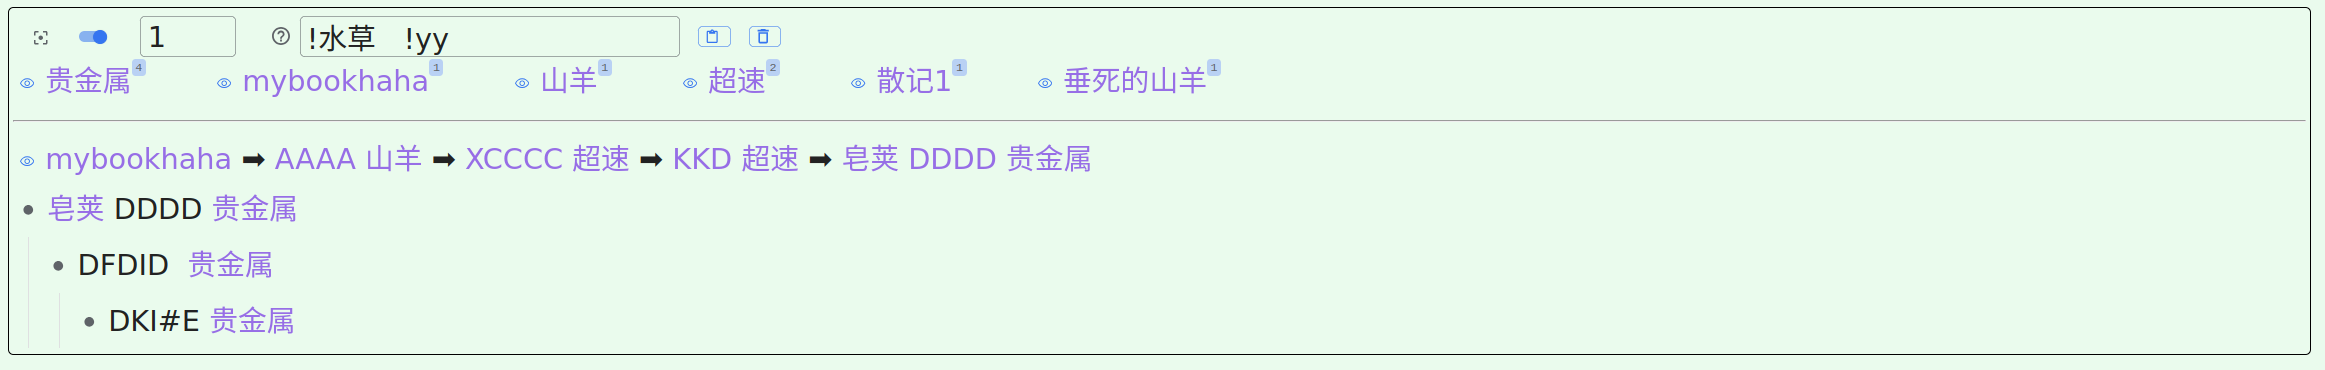 1 !水草 !yy
贵金属4 mybookhaha1 山羊1 超速2 散记1 1 垂死的山羊1
mybookhaha ➡ AAAA 山羊 ➡ XCCCC 超速 ➡ KKD 超速 ➡ 皂荚 DDDD 贵金属
皂荚 DDDD 贵金属
DFDID 贵金属
DKI#E 贵金属